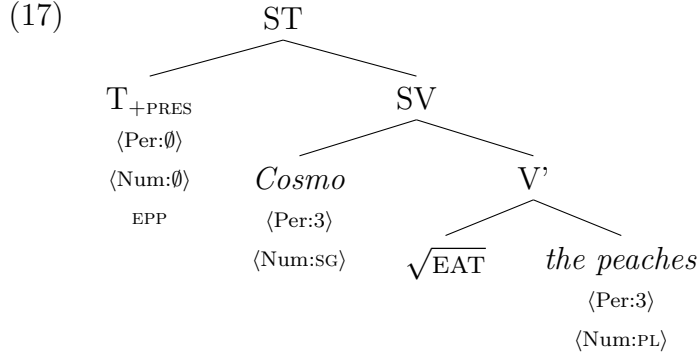 (17) ST
T+PRES SV
⟨Per:∅⟩
⟨Num:∅⟩ Cosmo V’
EPP ⟨Per:3⟩
⟨Num:SG⟩ √EAT the peaches
⟨Per:3⟩
⟨Num:PL⟩